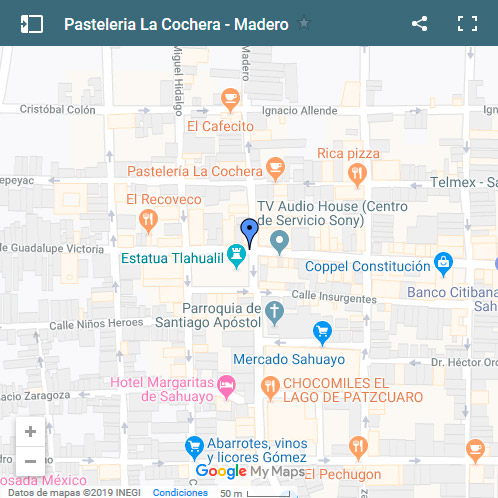 Pasteleria La Cochera - Madero
Miguel Hidalgo
Madero
Cristóbal Colón
Ignacio Allende
El Cafecito
Rica pizza
Pastelería La Cochera
epeyac
Telmex - Sa
El Recoveco
TV Audio House (Centro
de Servicio Sony)
le Guadalupe Victoria
Estatua Tlahualil
Coppel Constitución
Calle Insurgentes
Banco Citibana
Sah
Parroquia de
Santiago Apóstol
Calle Niños Heroes
Mercado Sahuayo
Dr. Héctor Oro
Hotel Margaritas
de Sahuayo
CHOCOMILES EL
LAGO DE PATZCUARO
acio Zaragoza
+
−
Abarrotes, vinos
y licores Gómez
Google My Maps
El Pechugon
osada México
Datos de mapas ©2019 INEGI
Condiciones
50 m